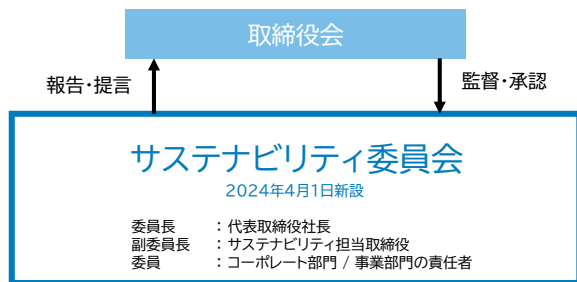 取締役会
報告・提言
監督・承認
サステナビリティ委員会
2024年4月1日新設
委員長　：代表取締役社長
副委員長　：サステナビリティ担当取締役
委員　：コーポレート部門 / 事業部門の責任者